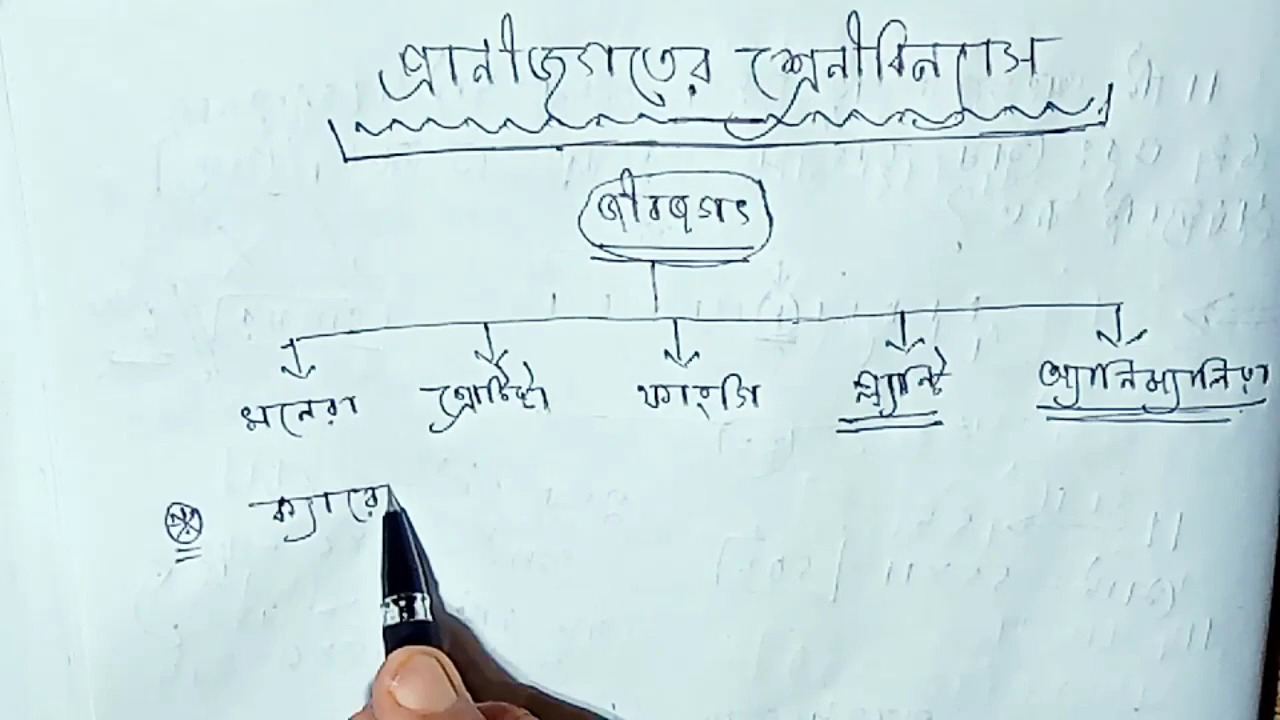 প্রানীজগতের শ্রেনীবিন্যাস
জীবজগৎ
মনেরা প্রোটিষ্টা ফাংগি প্ল্যান্টি অ্যানিম্যালিয়া
ক্যারো